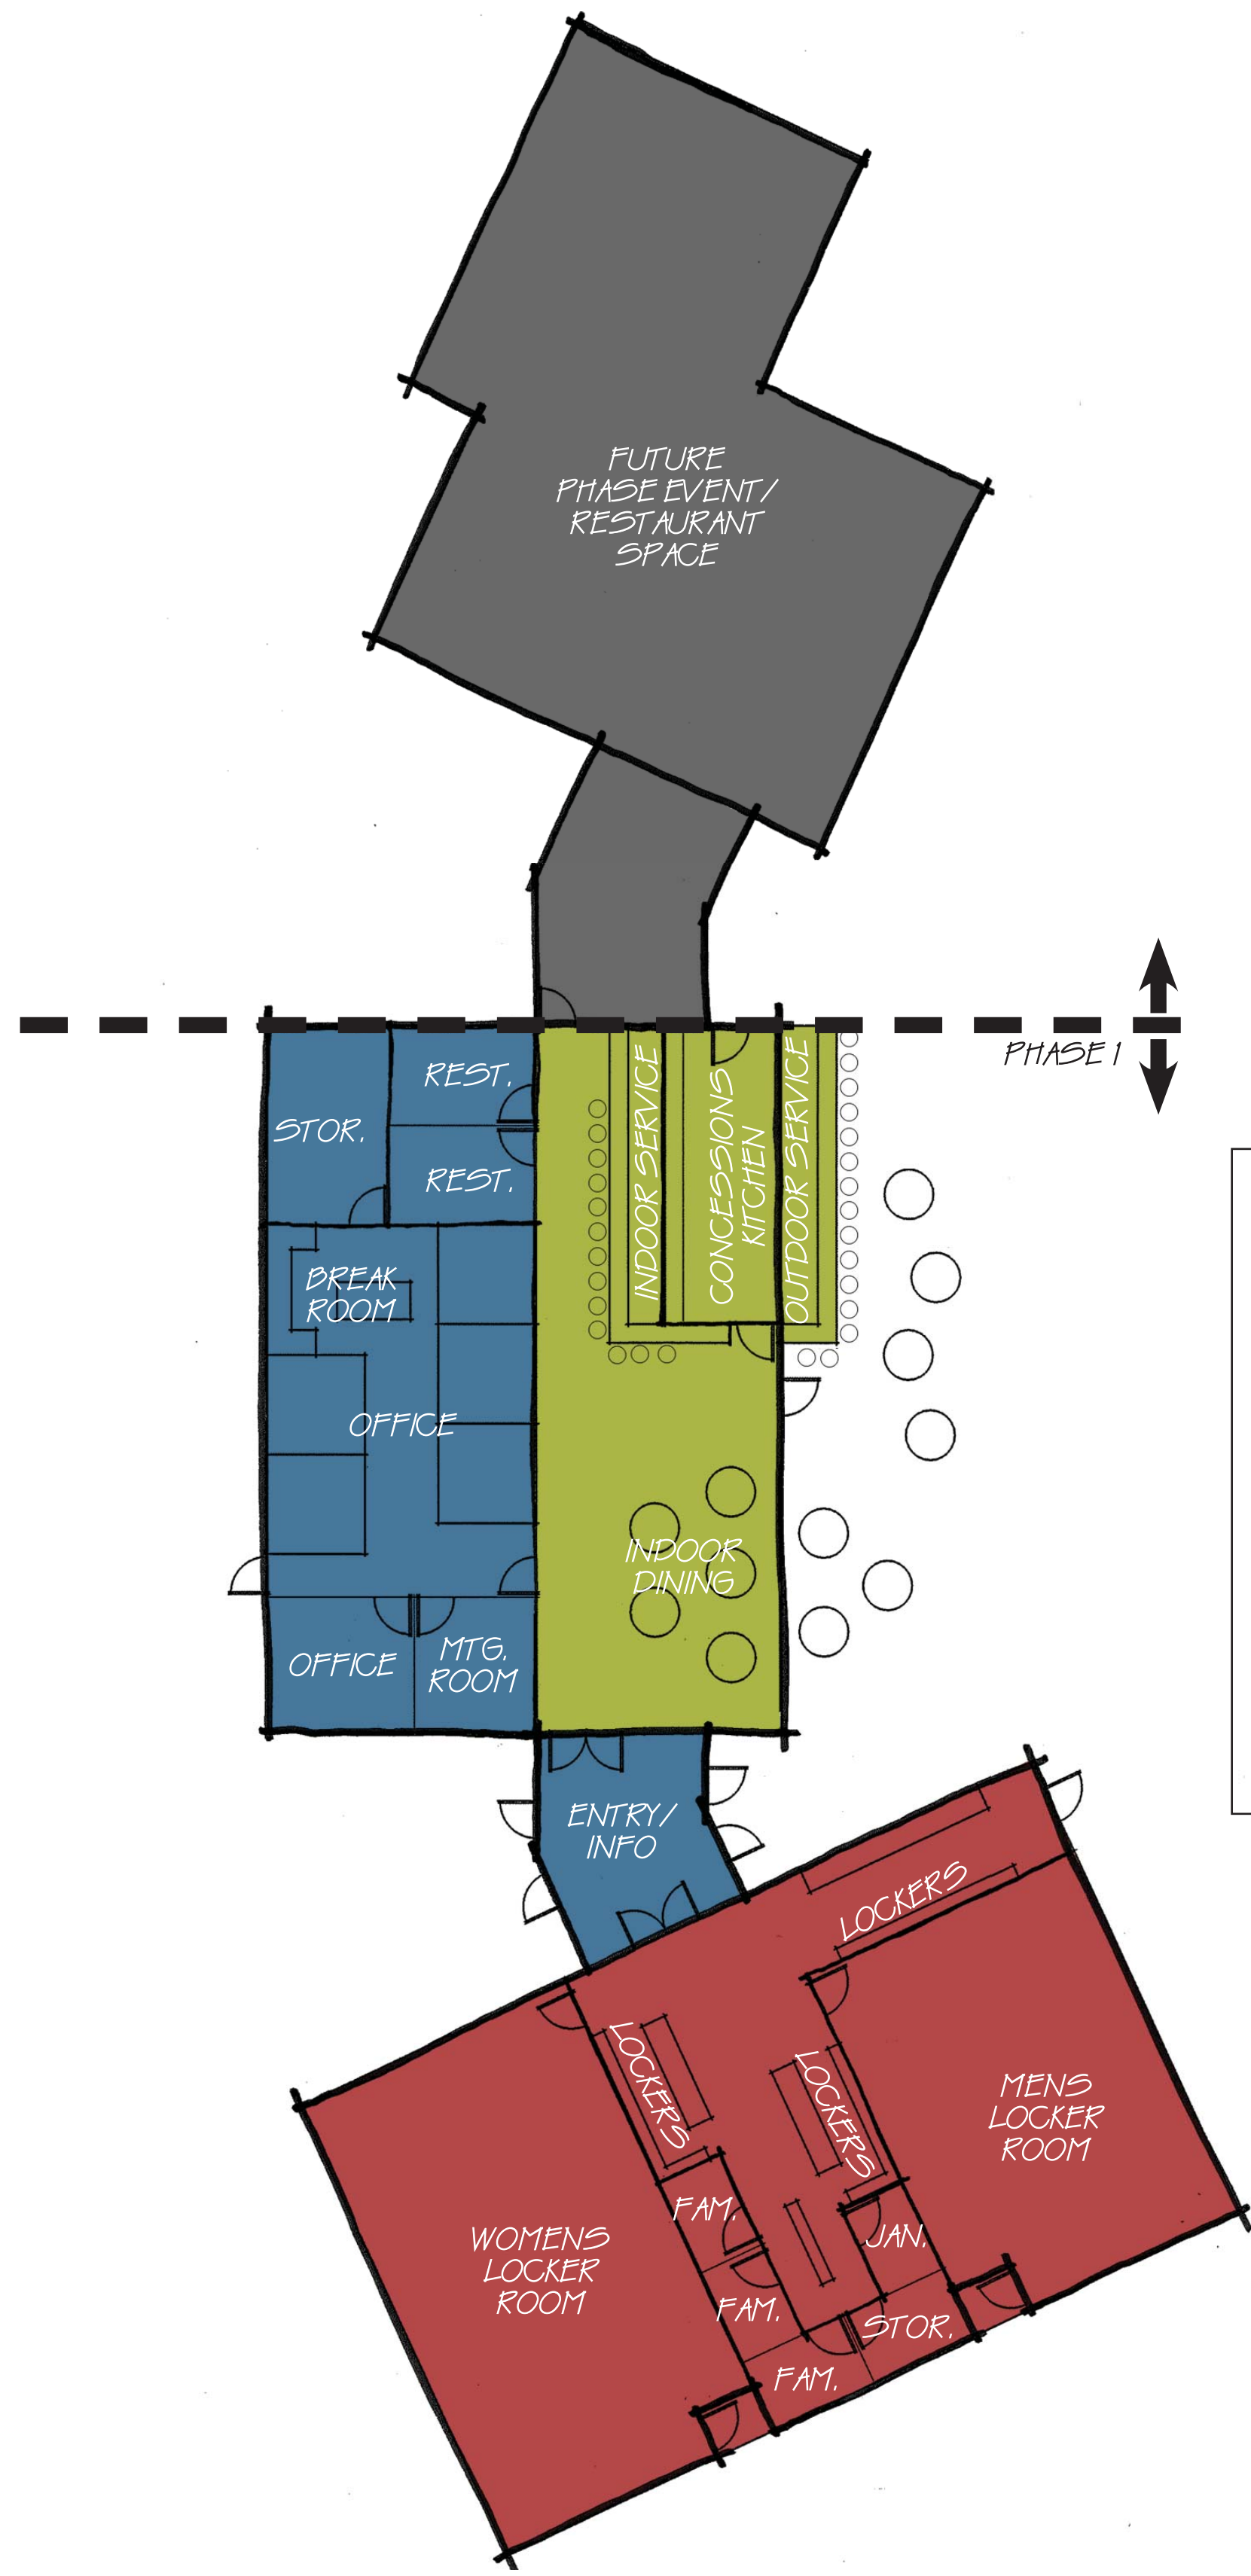 FUTURE
PHASE EVENT/
RESTAURANT
SPACE
PHASE 1
REST.
STOR.
REST.
INDOOR SERVICE
CONCESSIONS
KITCHEN
OUTDOOR SERVICE
BREAK
ROOM
OFFICE
INDOOR
DINING
OFFICE
MTG.
ROOM
ENTRY/
INFO
LOCKERS
LOCKERS
LOCKERS
MENS
LOCKER
ROOM
FAM.
JAN.
WOMENS
LOCKER
ROOM
FAM.
STOR.
FAM.